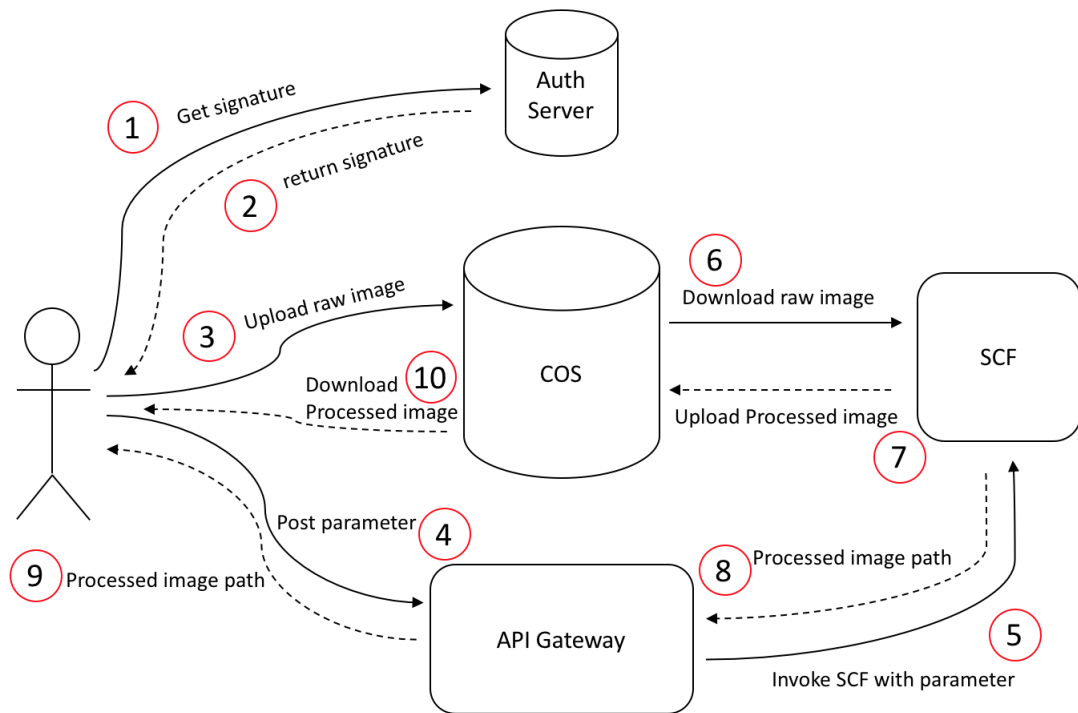 Auth
Server
1
Get signature
2
return signature
3
Upload raw image
6
Download raw image
COS
SCF
Download
10
Processed image
Upload Processed image
7
Post parameter
4
8
Processed image path
9
Processed image path
API Gateway
5
Invoke SCF with parameter